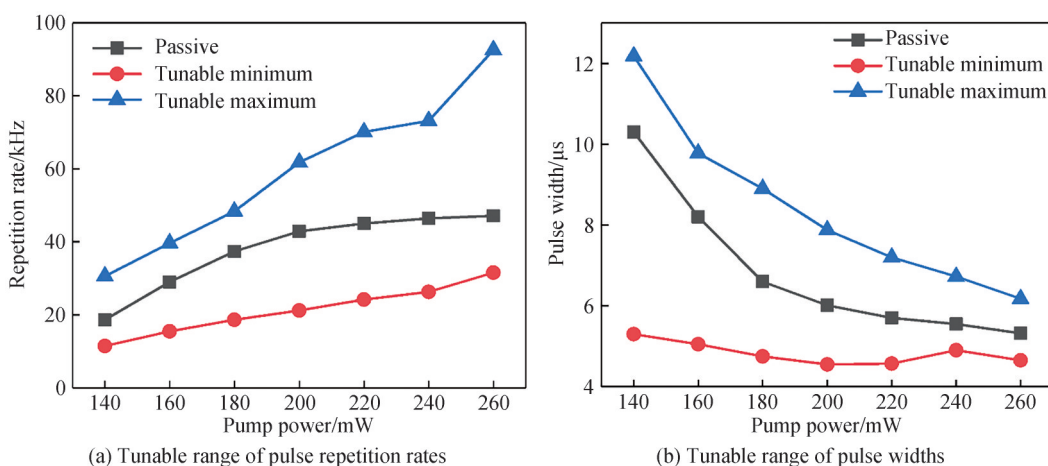 100
80
60
40
20
0
Repetition rate/kHz
Passive
Tunable minimum
Tunable maximum
140 160 180 200 220 240 260
Pump power/mW
(a) Tunable range of pulse repetition rates
12
10
8
6
4
Pulse width/μs
Passive
Tunable minimum
Tunable maximum
140 160 180 200 220 240 260
Pump power/mW
(b) Tunable range of pulse widths